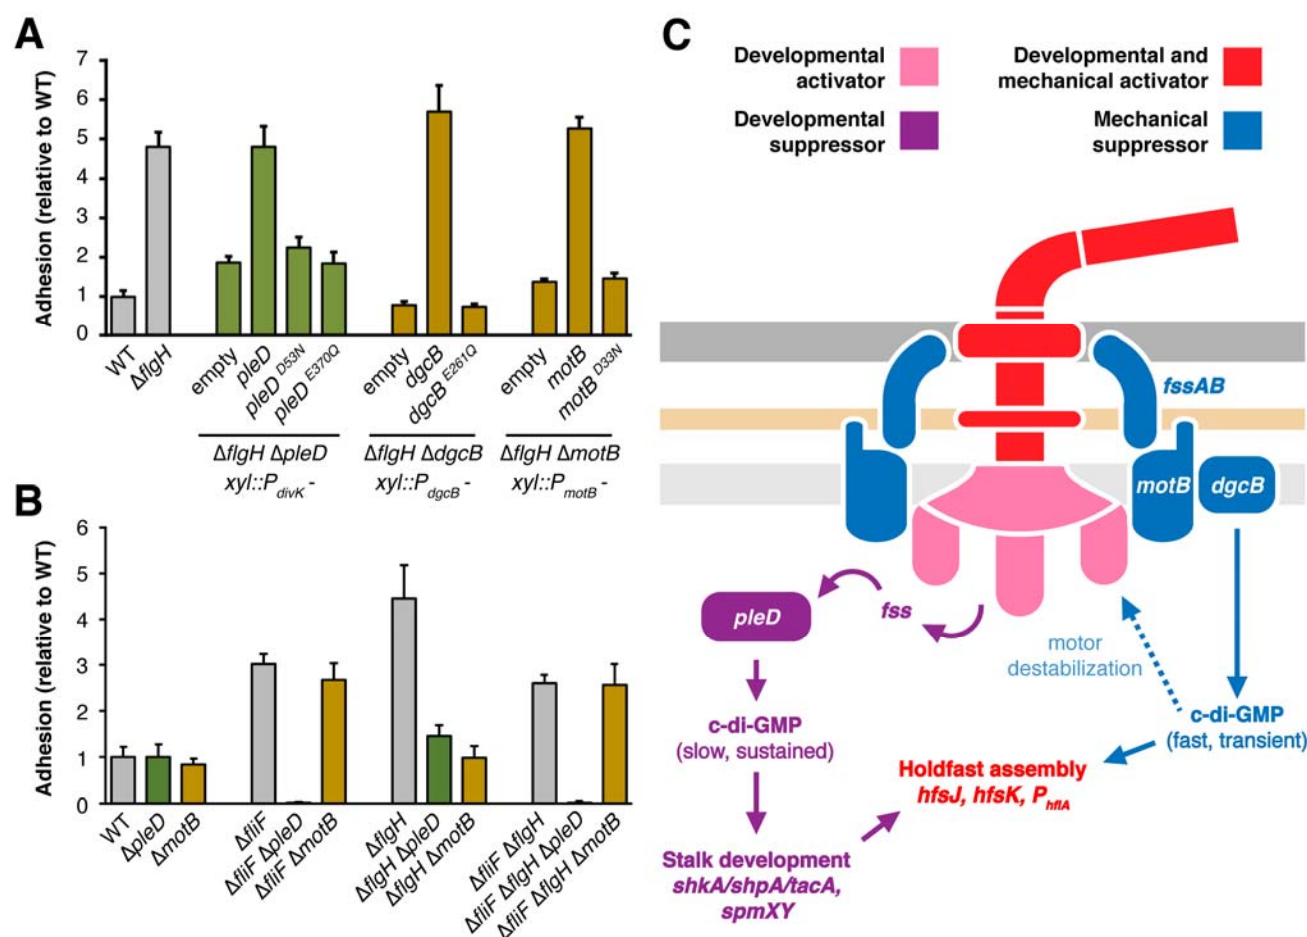 A
Adhesion (relative to WT)
7
6
5
4
3
2
1
0
WT
ΔflgH
empty
pleD
pleD D53N
pleD E370Q
empty
dgcB
dgcB E261Q
empty
motB
motB D33N
ΔflgH ΔpleD
xyl::PdivK -
ΔflgH ΔdgcB
xyl::PdgcB -
ΔflgH ΔmotB
xyl::PmotB -
B
Adhesion (relative to WT)
6
5
4
3
2
1
0
WT
ΔpleD
ΔmotB
ΔfliF
ΔfliF ΔpleD
ΔfliF ΔmotB
ΔflgH
ΔflgH ΔpleD
ΔflgH ΔmotB
ΔfliF ΔflgH
ΔfliF ΔflgH ΔpleD
ΔfliF ΔflgH ΔmotB
C
Developmental
activator
Developmental and
mechanical activator
Developmental
suppressor
Mechanical
suppressor
fssAB
motB
dgcB
pleD
fss
motor
destabilization
c-di-GMP
(slow, sustained)
c-di-GMP
(fast, transient)
Holdfast assembly
hfsJ, hfsK, PhflA
Stalk development
shkA/shpA/tacA,
spmXY